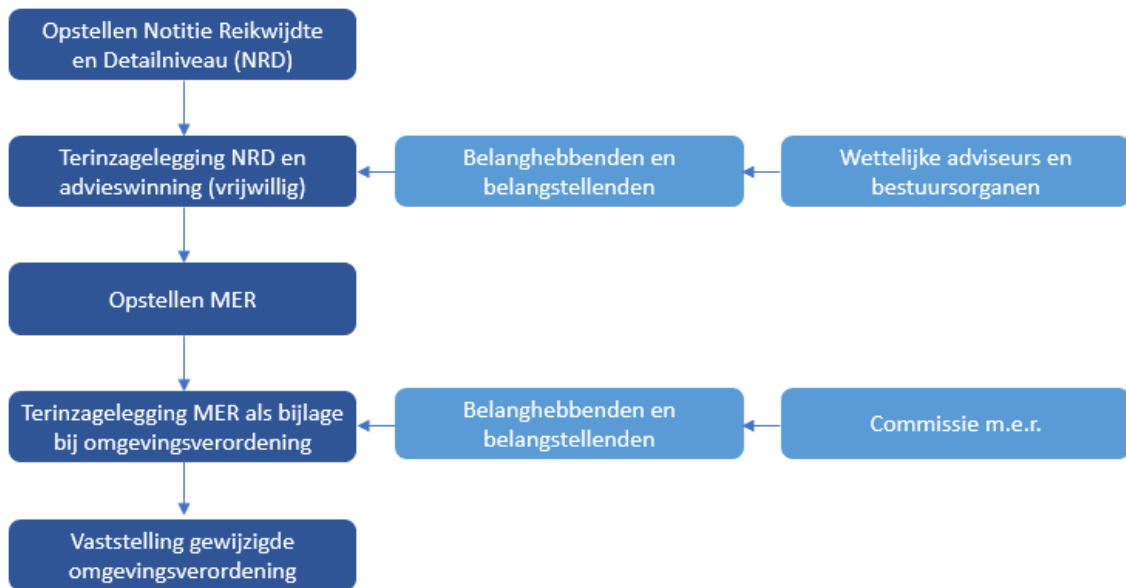 Opstellen Notitie Reikwijdte
en Detailniveau (NRD)
Terinzagelegging NRD en
advieswinning (vrijwillig)
Belanghebbenden en
belangstellenden
Wettelijke adviseurs en
bestuursorganen
Opstellen MER
Terinzagelegging MER als bijlage
bij omgevingsverordening
Belanghebbenden en
belangstellenden
Commissie m.e.r.
Vaststelling gewijzigde
omgevingsverordening